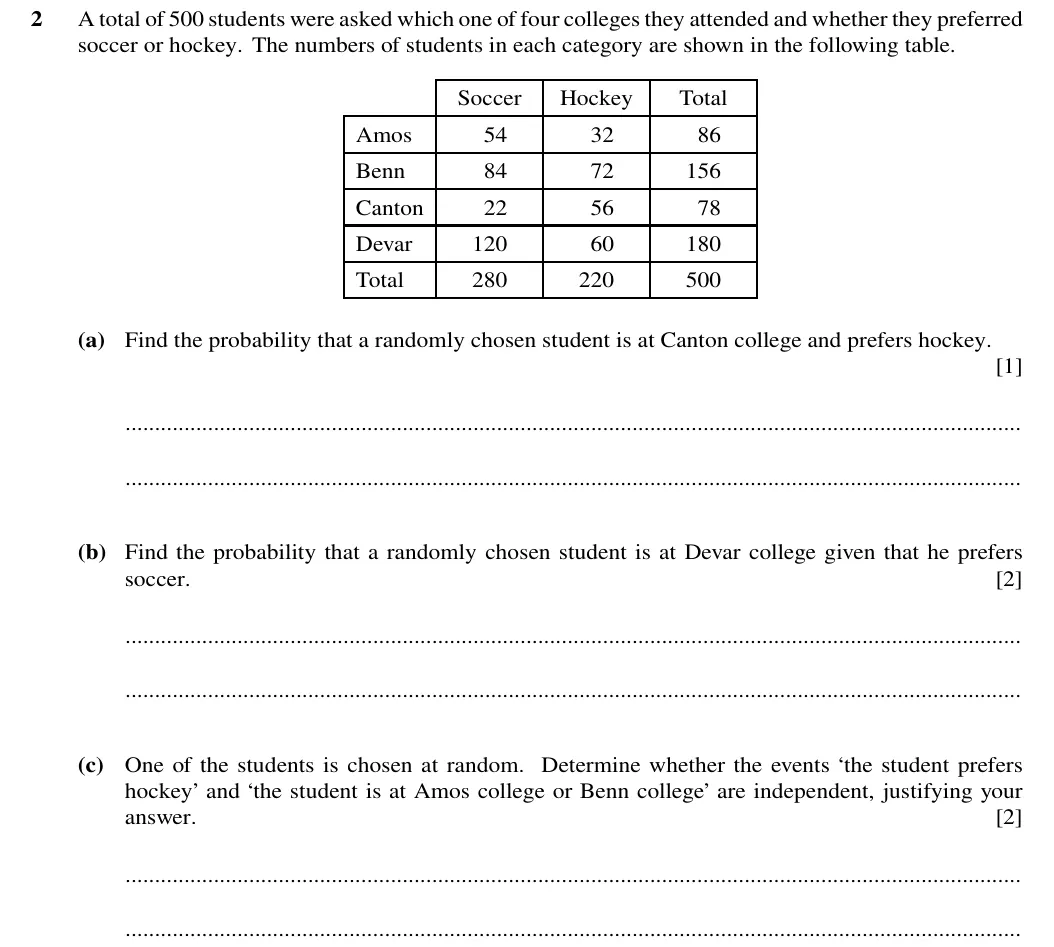 2 A total of 500 students were asked which one of four colleges they attended and whether they preferred
soccer or hockey. The numbers of students in each category are shown in the following table.
Soccer Hockey Total
Amos 54 32 86
Benn 84 72 156
Canton 22 56 78
Devar 120 60 180
Total 280 220 500
(a) Find the probability that a randomly chosen student is at Canton college and prefers hockey.
[1]
(b) Find the probability that a randomly chosen student is at Devar college given that he prefers
soccer. [2]
(c) One of the students is chosen at random. Determine whether the events ‘the student prefers
hockey’ and ‘the student is at Amos college or Benn college’ are independent, justifying your
answer. [2]